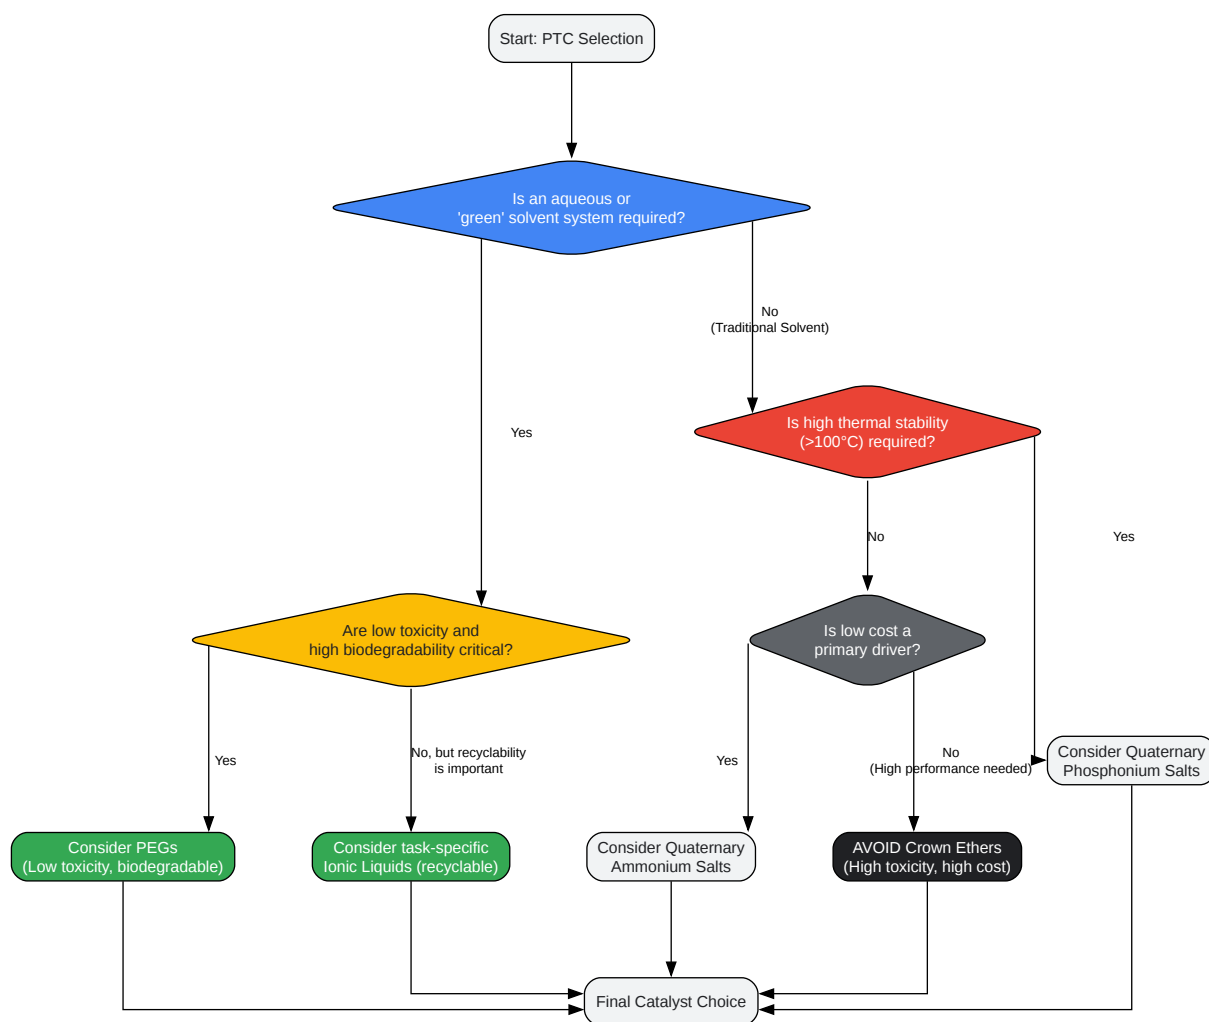 Start: PTC Selection
Is an aqueous or
'green' solvent system required?
No
(Traditional Solvent)
Yes
Is high thermal stability
(>100°C) required?
No
Yes
Are low toxicity and
high biodegradability critical?
Is low cost a
primary driver?
Yes
No, but recyclability
is important
Yes
No
(High performance needed)
Consider Quaternary
Phosphonium Salts
Consider PEGs
(Low toxicity, biodegradable)
Consider task-specific
Ionic Liquids (recyclable)
Consider Quaternary
Ammonium Salts
AVOID Crown Ethers
(High toxicity, high cost)
Final Catalyst Choice